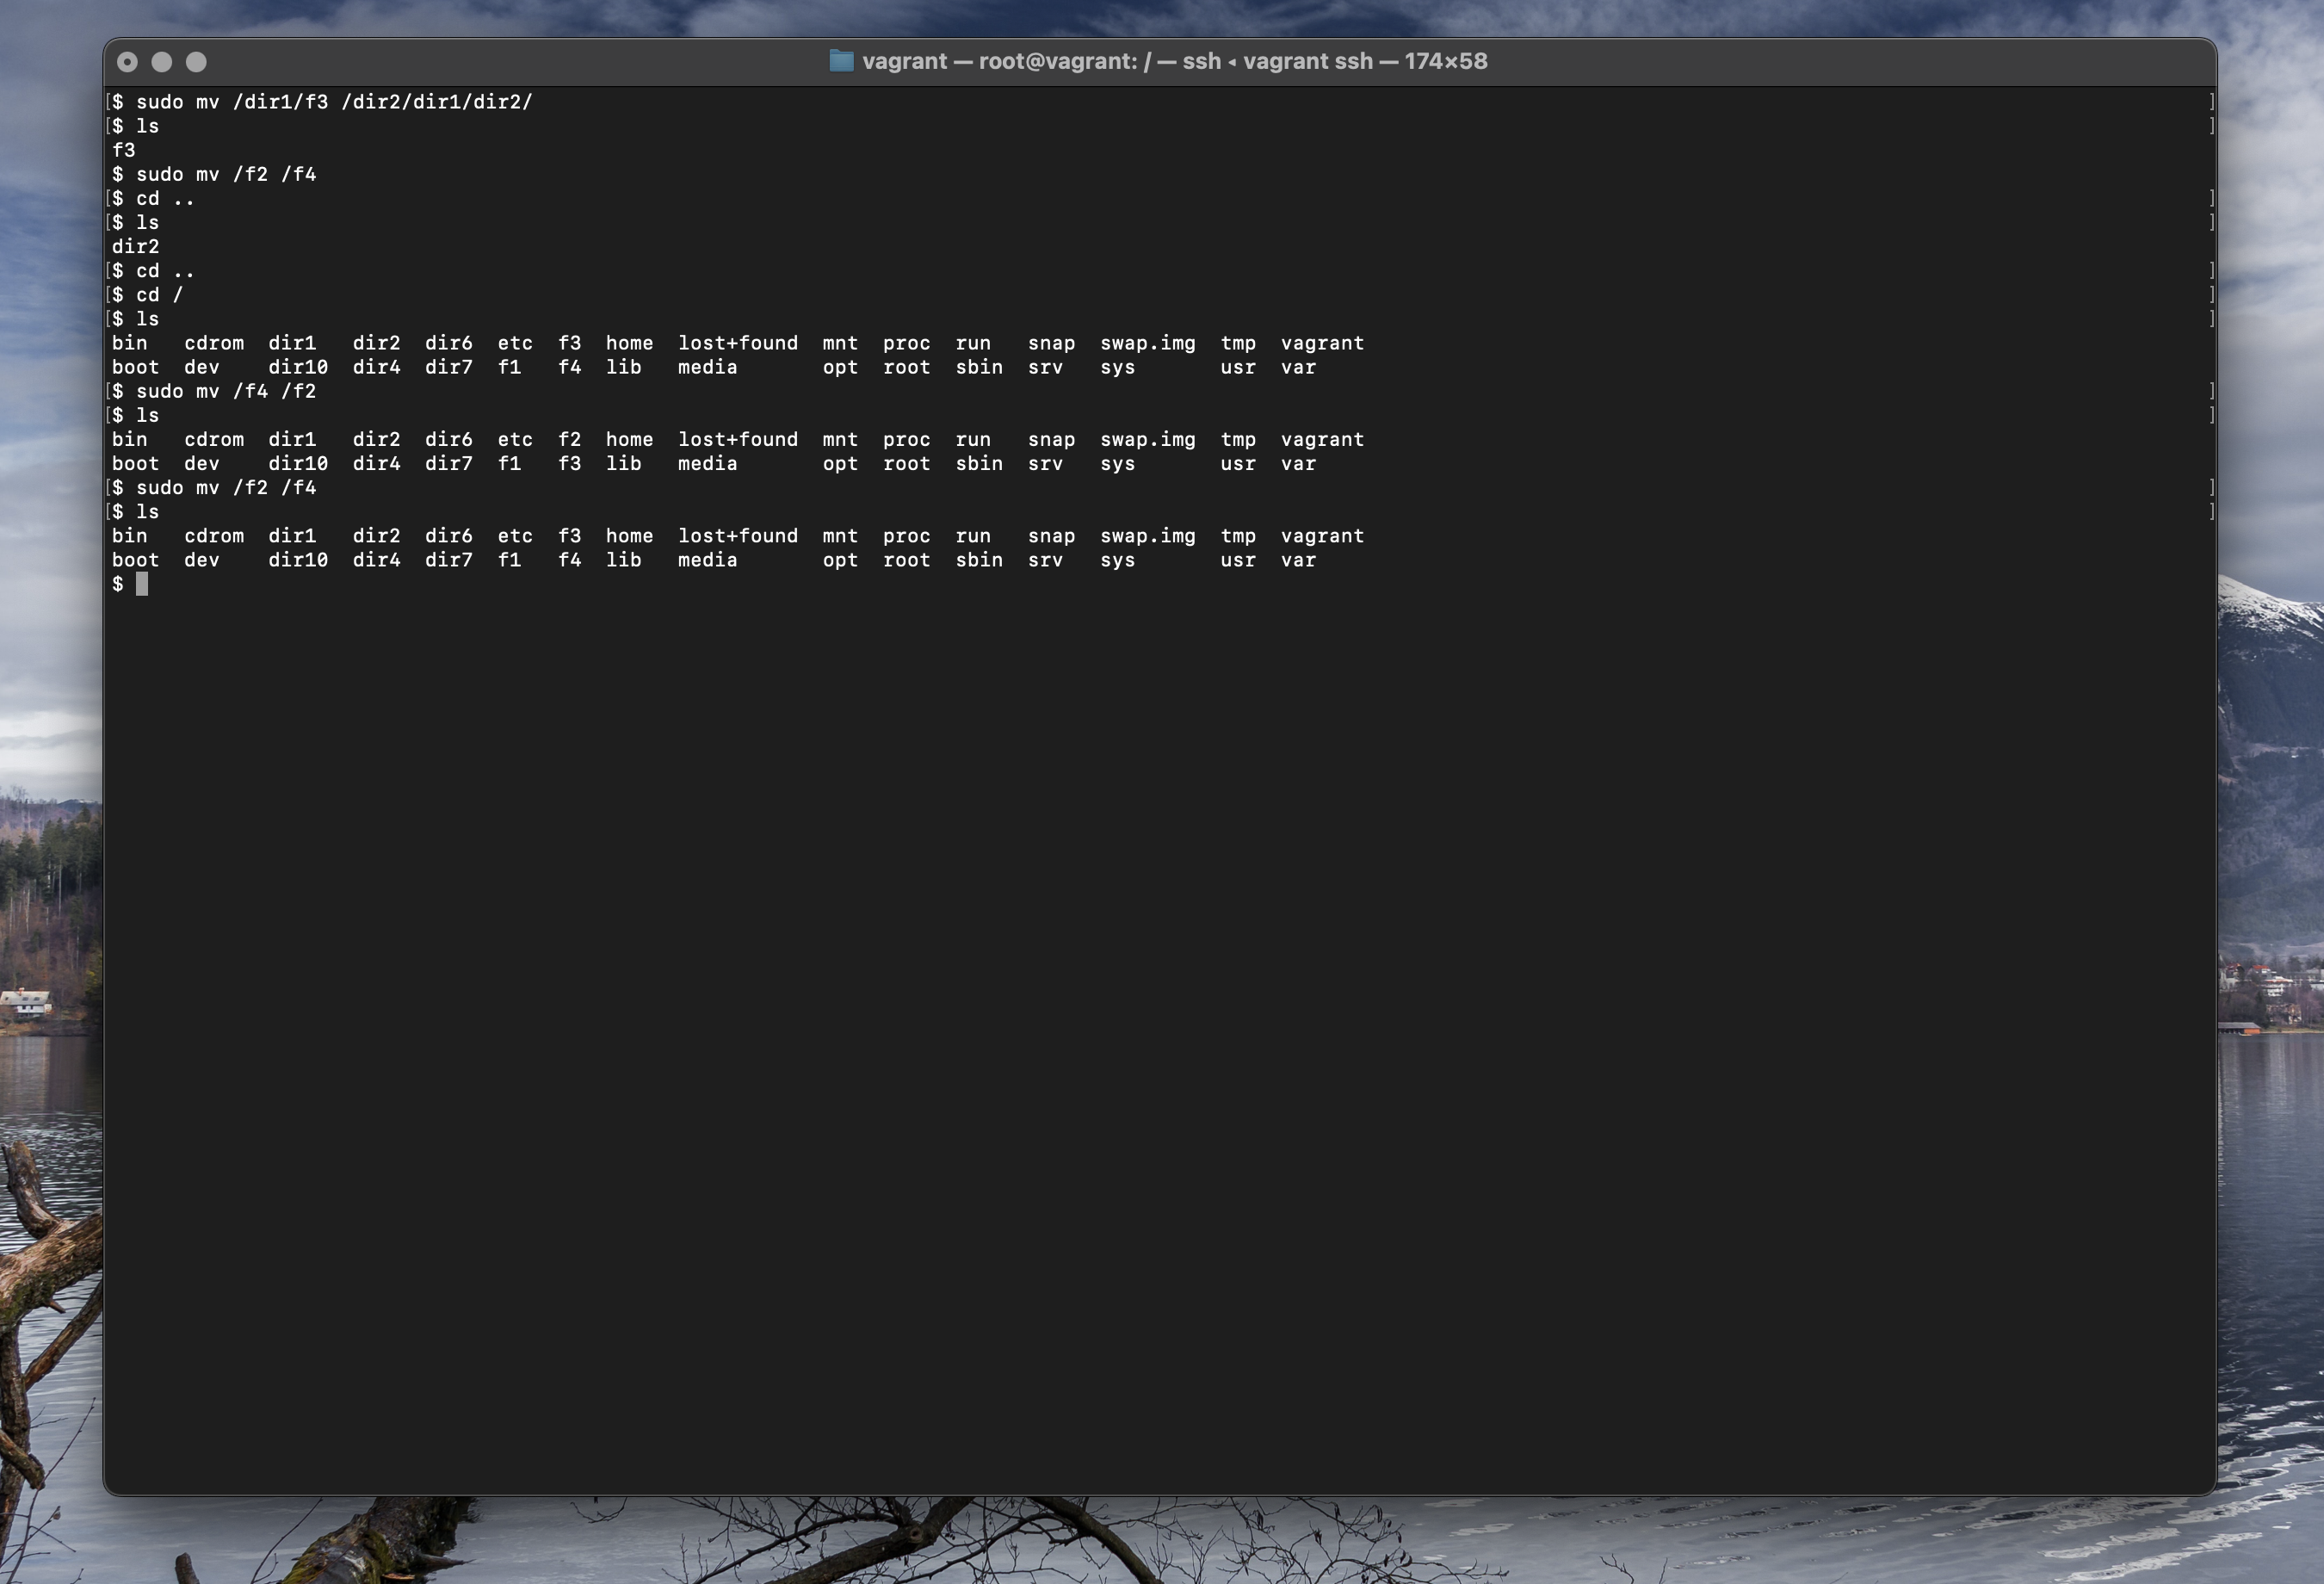 vagrant — root@vagrant: / — ssh ◂ vagrant ssh — 174×58
[$ sudo mv /dir1/f3 /dir2/dir1/dir2/ ]
[$ ls ]
f3
$ sudo mv /f2 /f4
[$ cd .. ]
[$ ls ]
dir2
[$ cd .. ]
[$ cd / ]
[$ ls ]
bin   cdrom  dir1   dir2  dir6  etc  f3  home  lost+found  mnt  proc  run   snap  swap.img  tmp  vagrant
boot  dev    dir10  dir4  dir7  f1   f4  lib   media       opt  root  sbin  srv   sys       usr  var
[$ sudo mv /f4 /f2 ]
[$ ls ]
bin   cdrom  dir1   dir2  dir6  etc  f2  home  lost+found  mnt  proc  run   snap  swap.img  tmp  vagrant
boot  dev    dir10  dir4  dir7  f1   f3  lib   media       opt  root  sbin  srv   sys       usr  var
[$ sudo mv /f2 /f4 ]
[$ ls ]
bin   cdrom  dir1   dir2  dir6  etc  f3  home  lost+found  mnt  proc  run   snap  swap.img  tmp  vagrant
boot  dev    dir10  dir4  dir7  f1   f4  lib   media       opt  root  sbin  srv   sys       usr  var
$